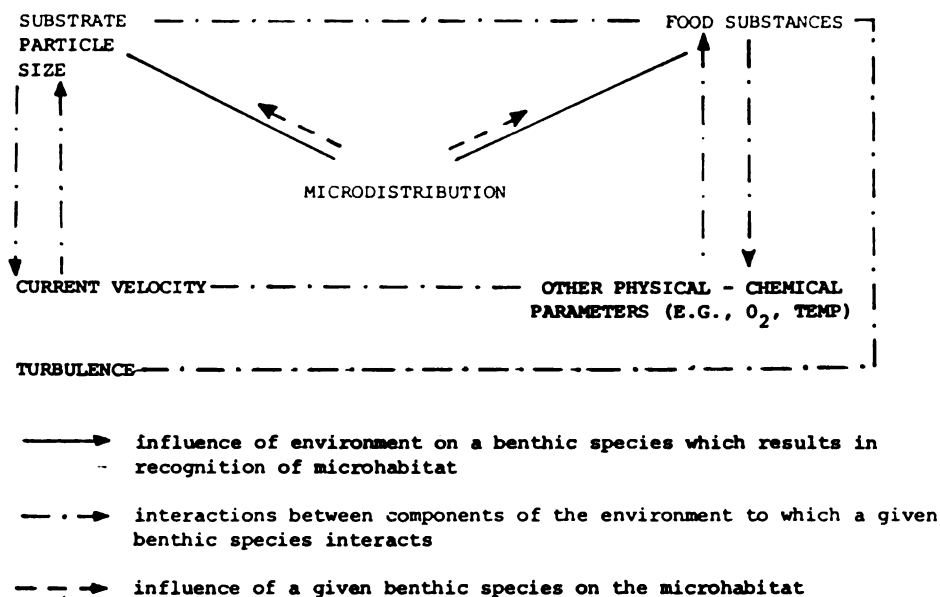 SUBSTRATE
PARTICLE
SIZE
FOOD SUBSTANCES
MICRODISTRIBUTION
CURRENT VELOCITY
OTHER PHYSICAL - CHEMICAL
PARAMETERS (E.G., O2, TEMP)
TURBULENCE
influence of environment on a benthic species which results in
recognition of microhabitat
interactions between components of the environment to which a given
benthic species interacts
influence of a given benthic species on the microhabitat